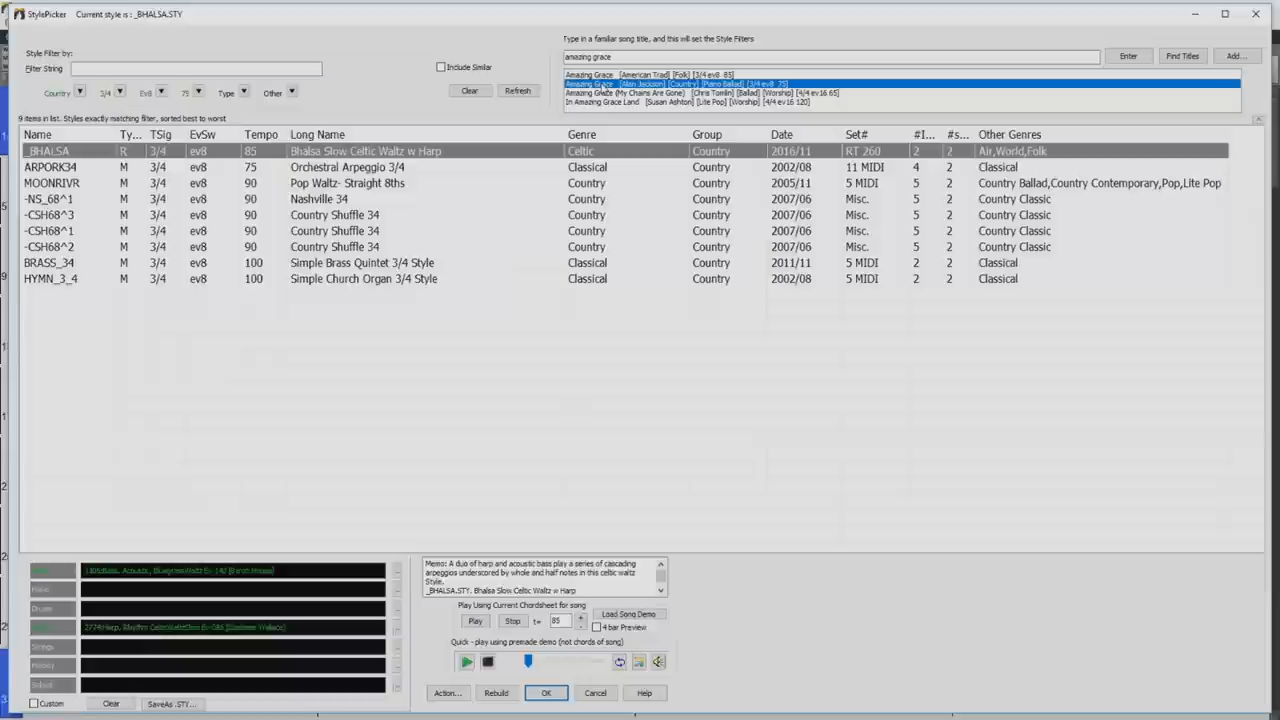 StylePicker Current style is : _BHALSA.STY
Style Filter by:
Filter String
Include Similar
Country 3/4 Ev8 75 Type Other
Clear Refresh
Type in a familiar song title, and this will set the Style Filters
amazing grace Enter Find Titles Add...
Amazing Grace [American Trad] [Folk] [3/4 ev8 85]
Amazing Grace [Alan Jackson] [Country] [Piano Ballad] [3/4 ev8 75]
Amazing Grace (My Chains Are Gone) [Chris Tomlin] [Ballad] [Worship] [4/4 ev16 65]
In Amazing Grace Land [Susan Ashton] [Lite Pop] [Worship] [4/4 ev16 120]
9 items in list. Styles exactly matching filter, sorted best to worst
Name Ty... TSig EvSw Tempo Long Name Genre Group Date Set# #I... #s... Other Genres
_BHALSA R 3/4 ev8 85 Bhalsa Slow Celtic Waltz w Harp Celtic Country 2016/11 RT 260 2 2 Air,World,Folk
ARPORK34 M 3/4 ev8 75 Orchestral Arpeggio 3/4 Classical Country 2002/08 11 MIDI 4 2 Classical
MOONRIVR M 3/4 ev8 90 Pop Waltz- Straight 8ths Country Country 2005/11 5 MIDI 5 2 Country Ballad,Country Contemporary,Pop,Lite Pop
-NS_68^1 M 3/4 ev8 90 Nashville 34 Country Country 2007/06 Misc. 5 2 Country Classic
-CSH68^3 M 3/4 ev8 90 Country Shuffle 34 Country Country 2007/06 Misc. 5 2 Country Classic
-CSH68^1 M 3/4 ev8 90 Country Shuffle 34 Country Country 2007/06 Misc. 5 2 Country Classic
-CSH68^2 M 3/4 ev8 90 Country Shuffle 34 Country Country 2007/06 Misc. 5 2 Country Classic
BRASS_34 M 3/4 ev8 100 Simple Brass Quintet 3/4 Style Classical Country 2011/11 5 MIDI 2 2 Classical
HYMN_3_4 M 3/4 ev8 100 Simple Church Organ 3/4 Style Classical Country 2002/08 5 MIDI 2 2 Classical
Piano
Drums
Strings
Custom Clear SaveAs .STY...
Memo: A duo of harp and acoustic bass play a series of cascading
arpeggios underscored by whole and half notes in this celtic waltz
Style.
_BHALSA.STY. Bhalsa Slow Celtic Waltz w Harp
Play Using Current Chordsheet for song
Load Song Demo
Play Stop t= 85 + -
4 bar Preview
Quick - play using premade demo (not chords of song)
Action... Rebuild OK Cancel Help